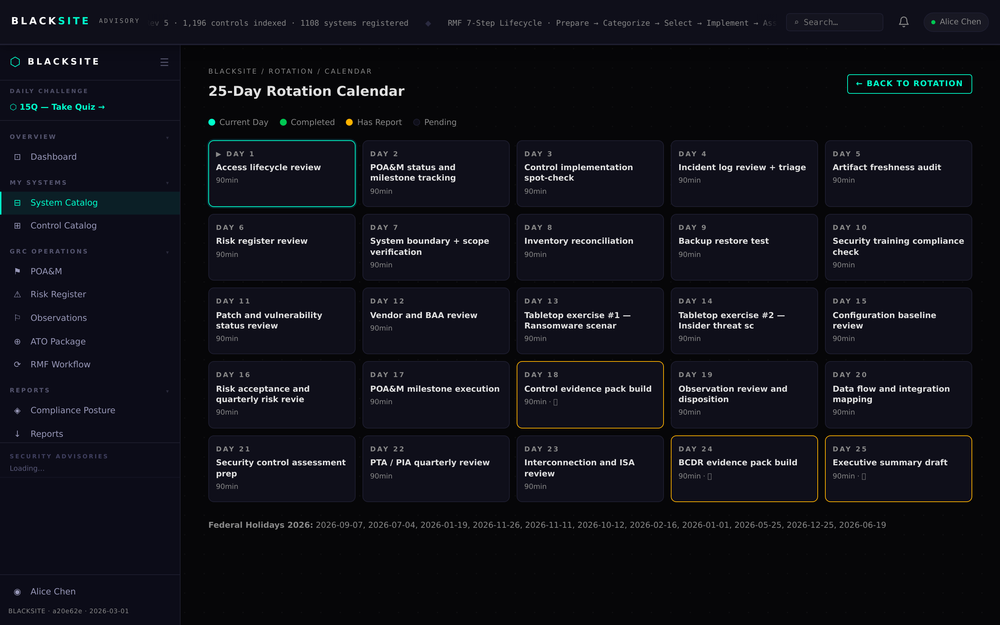 BLACKSITE ADVISORY
ev 5 · 1,196 controls indexed · 1108 systems registered ◆ RMF 7-Step Lifecycle · Prepare → Categorize → Select → Implement → Ass
Search…
Alice Chen
BLACKSITE
DAILY CHALLENGE
15Q — Take Quiz →
OVERVIEW
Dashboard
MY SYSTEMS
System Catalog
Control Catalog
GRC OPERATIONS
POA&M
Risk Register
Observations
ATO Package
RMF Workflow
REPORTS
Compliance Posture
Reports
SECURITY ADVISORIES
Loading…
Alice Chen
BLACKSITE · a20e62e · 2026-03-01
BLACKSITE / ROTATION / CALENDAR
25-Day Rotation Calendar
← BACK TO ROTATION
Current Day
Completed
Has Report
Pending
▶ DAY 1
Access lifecycle review
90min
DAY 2
POA&M status and
milestone tracking
90min
DAY 3
Control implementation
spot-check
90min
DAY 4
Incident log review + triage
90min
DAY 5
Artifact freshness audit
90min
DAY 6
Risk register review
90min
DAY 7
System boundary + scope
verification
90min
DAY 8
Inventory reconciliation
90min
DAY 9
Backup restore test
90min
DAY 10
Security training compliance
check
90min
DAY 11
Patch and vulnerability
status review
90min
DAY 12
Vendor and BAA review
90min
DAY 13
Tabletop exercise #1 —
Ransomware scenar
90min
DAY 14
Tabletop exercise #2 —
Insider threat sc
90min
DAY 15
Configuration baseline
review
90min
DAY 16
Risk acceptance and
quarterly risk revie
90min
DAY 17
POA&M milestone execution
90min
DAY 18
Control evidence pack build
90min ·
DAY 19
Observation review and
disposition
90min
DAY 20
Data flow and integration
mapping
90min
DAY 21
Security control assessment
prep
90min
DAY 22
PTA / PIA quarterly review
90min
DAY 23
Interconnection and ISA
review
90min
DAY 24
BCDR evidence pack build
90min ·
DAY 25
Executive summary draft
90min ·
Federal Holidays 2026: 2026-09-07, 2026-07-04, 2026-01-19, 2026-11-26, 2026-11-11, 2026-10-12, 2026-02-16, 2026-01-01, 2026-05-25, 2026-12-25, 2026-06-19